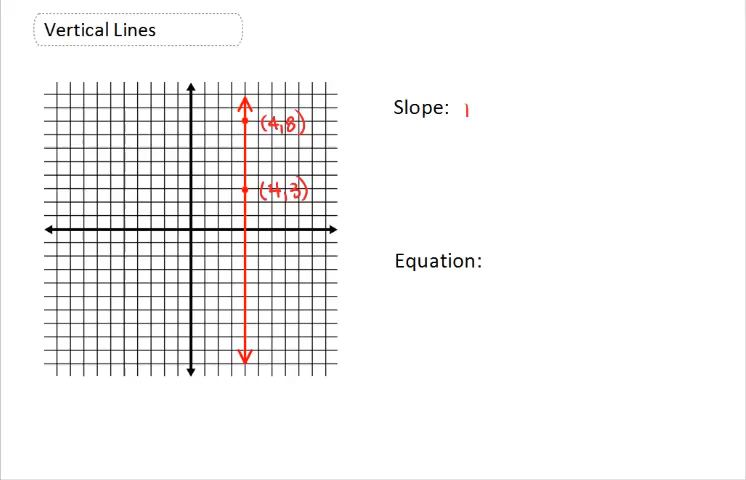 Vertical Lines
Slope: 1
(4,8)
(4,3)
Equation: